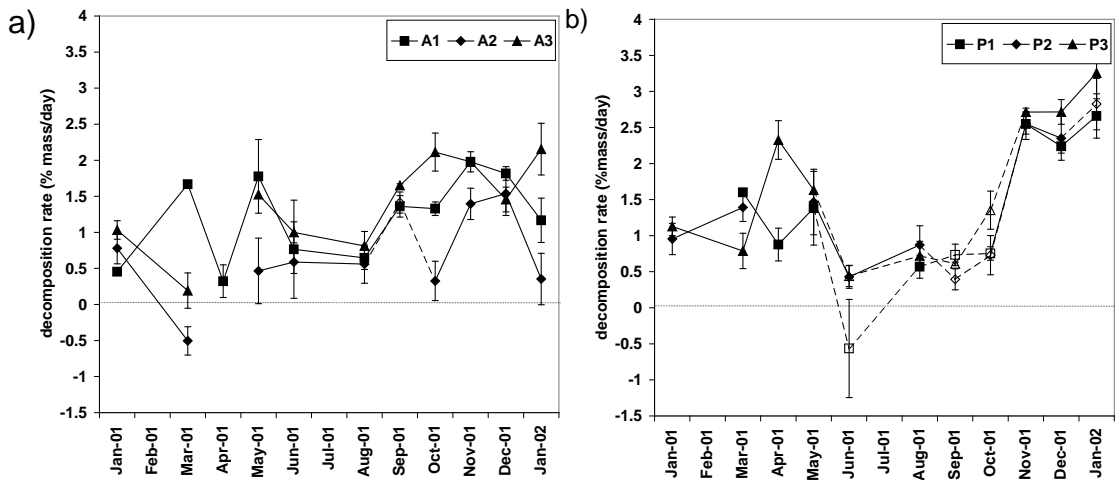 a)
A1 A2 A3
decomposition rate (% mass/day)
4
3.5
3
2.5
2
1.5
1
0.5
0
-0.5
-1
-1.5
Jan-01
Feb-01
Mar-01
Apr-01
May-01
Jun-01
Jul-01
Aug-01
Sep-01
Oct-01
Nov-01
Dec-01
Jan-02
b)
P1 P2 P3
decomposition rate (%mass/day)
4
3.5
3
2.5
2
1.5
1
0.5
0
-0.5
-1
-1.5
Jan-01
Feb-01
Mar-01
Apr-01
May-01
Jun-01
Jul-01
Aug-01
Sep-01
Oct-01
Nov-01
Dec-01
Jan-02